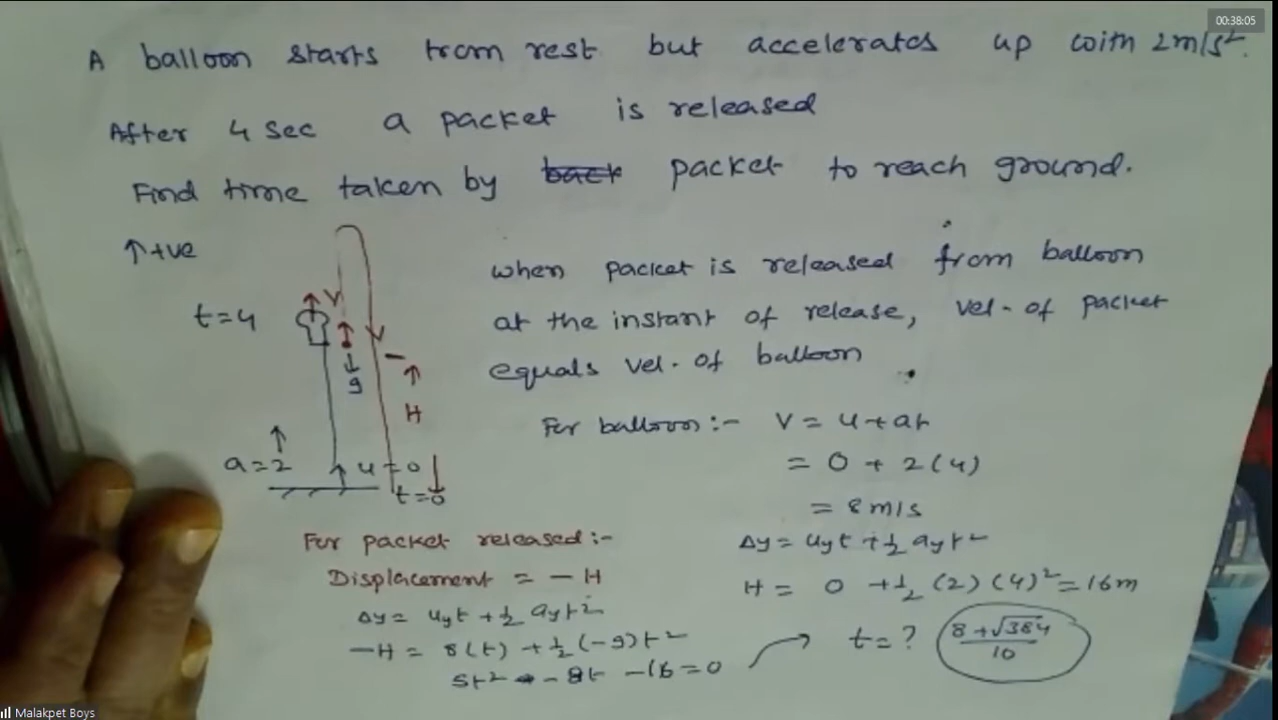 00:38:05
A balloon starts from rest but accelerates up with 2m/s².
After 4 sec a packet is released
Find time taken by back packet to reach ground.
↑+ve
t=4
V
g
H
a=2
u=0
t=0
when packet is released from balloon
at the instant of release, vel. of packet
equals vel. of balloon
For balloon:- V = u+at
= 0 + 2(4)
= 8m/s
Δy = uyt + 1/2 ayt²
H = 0 + 1/2 (2) (4)² = 16m
For packet released:-
Displacement = - H
Δy = uyt + 1/2 ayt²
-H = 8(t) + 1/2 (-g)t²
5t² - 8t - 16 = 0
t = ? (8+√384)/10
Malakpet Boys